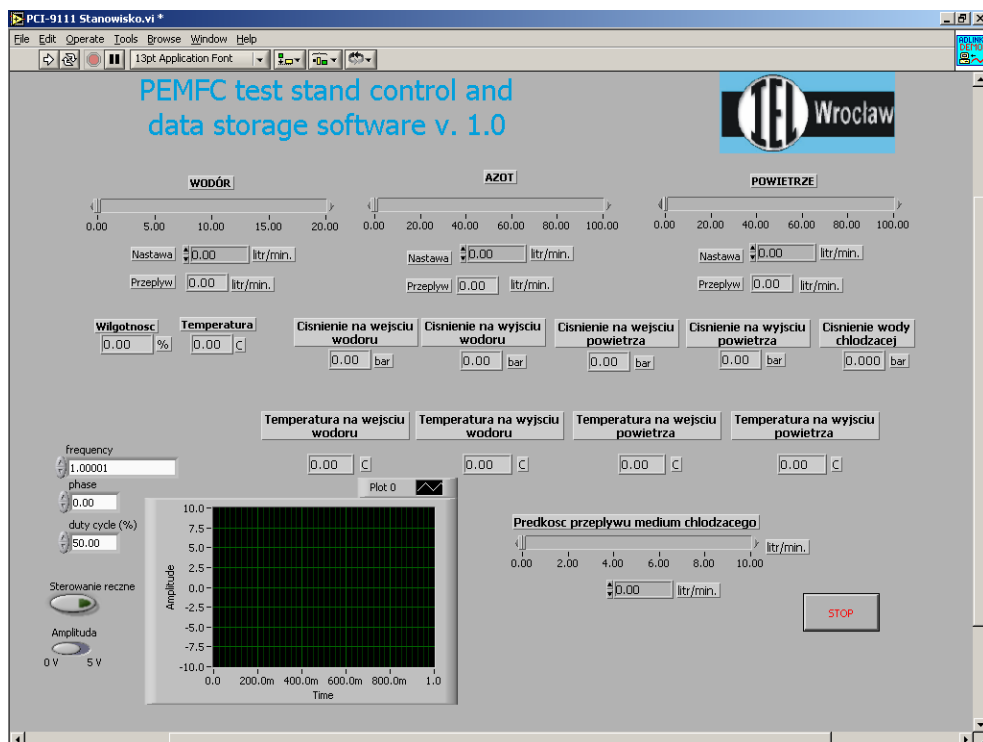 PCI-9111 Stanowisko.vi *
File Edit Operate Tools Browse Window Help
13pt Application Font
ADLINK
DEMO
PEMFC test stand control and
data storage software v. 1.0
IEL Wrocław
WODÓR
AZOT
POWIETRZE
0.00 5.00 10.00 15.00 20.00
0.00 20.00 40.00 60.00 80.00 100.00
0.00 20.00 40.00 60.00 80.00 100.00
Nastawa 0.00 litr/min.
Nastawa 0.00 litr/min.
Nastawa 0.00 litr/min.
Przeplyw 0.00 litr/min.
Przeplyw 0.00 litr/min.
Przeplyw 0.00 litr/min.
Wilgotnosc
0.00 %
Temperatura
0.00 C
Cisnienie na wejsciu
wodoru
0.00 bar
Cisnienie na wyjsciu
wodoru
0.00 bar
Cisnienie na wejsciu
powietrza
0.00 bar
Cisnienie na wyjsciu
powietrza
0.00 bar
Cisnienie wody
chlodzacej
0.000 bar
Temperatura na wejsciu
wodoru
0.00 C
Temperatura na wyjsciu
wodoru
0.00 C
Temperatura na wejsciu
powietrza
0.00 C
Temperatura na wyjsciu
powietrza
0.00 C
frequency
1.00001
phase
0.00
duty cycle (%)
50.00
Sterowanie reczne
Amplituda
0 V 5 V
Plot 0
Amplitude
10.0
7.5
5.0
2.5
0.0
-2.5
-5.0
-7.5
-10.0
0.0 200.0m 400.0m 600.0m 800.0m 1.0
Time
Predkosc przeplywu medium chlodzacego
litr/min.
0.00 2.00 4.00 6.00 8.00 10.00
0.00 litr/min.
STOP